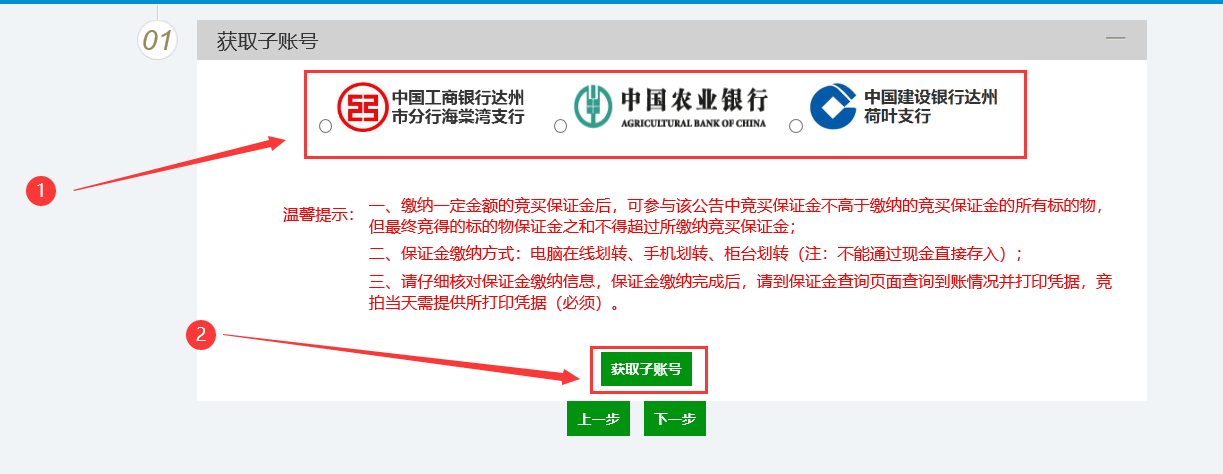 01
获取子账号
中国工商银行达州
市分行海棠湾支行
中国农业银行
AGRICULTURAL BANK OF CHINA
中国建设银行达州
荷叶支行
1
温馨提示：
一、缴纳一定金额的竞买保证金后，可参与该公告中竞买保证金不高于缴纳的竞买保证金的所有标的物，
但最终竞得的标的物保证金之和不得超过所缴纳竞买保证金；
二、保证金缴纳方式：电脑在线划转、手机划转、柜台划转（注：不能通过现金直接存入）；
三、请仔细核对保证金缴纳信息，保证金缴纳完成后，请到保证金查询页面查询到账情况并打印凭据，竞
拍当天需提供所打印凭据（必须）。
2
获取子账号
上一步
下一步